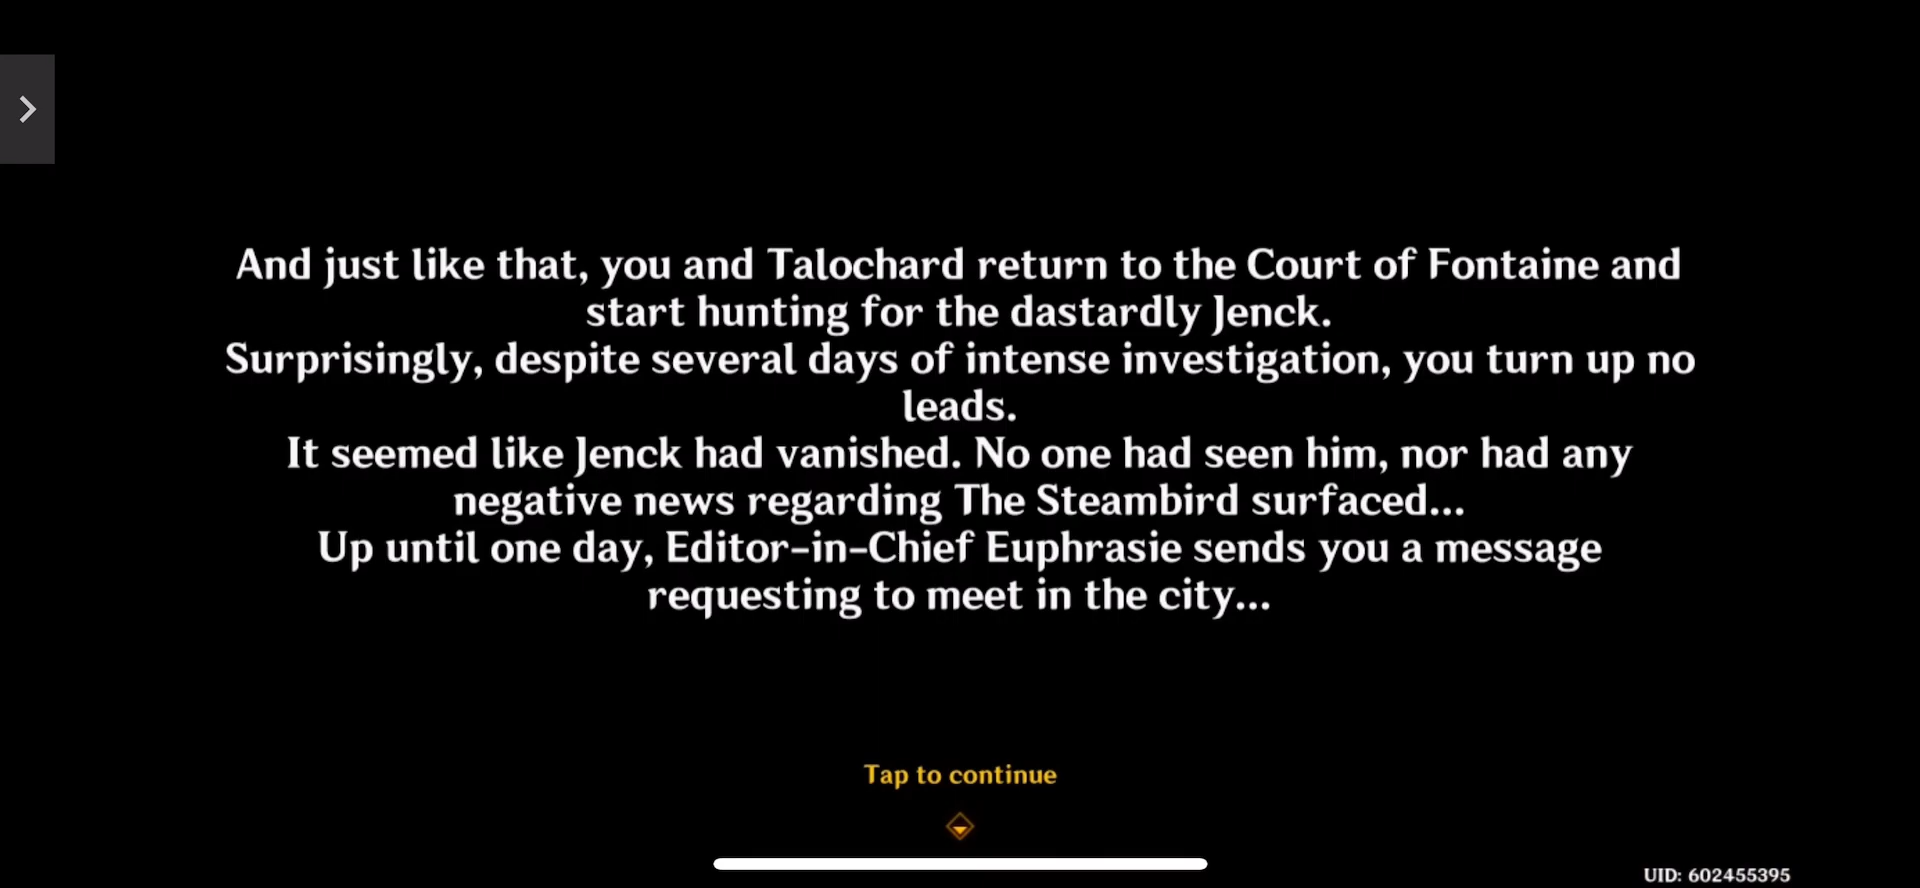 And just like that, you and Talochard return to the Court of Fontaine and
start hunting for the dastardly Jenck.
Surprisingly, despite several days of intense investigation, you turn up no
leads.
It seemed like Jenck had vanished. No one had seen him, nor had any
negative news regarding The Steambird surfaced...
Up until one day, Editor-in-Chief Euphrasie sends you a message
requesting to meet in the city...
Tap to continue
UID: 602455395